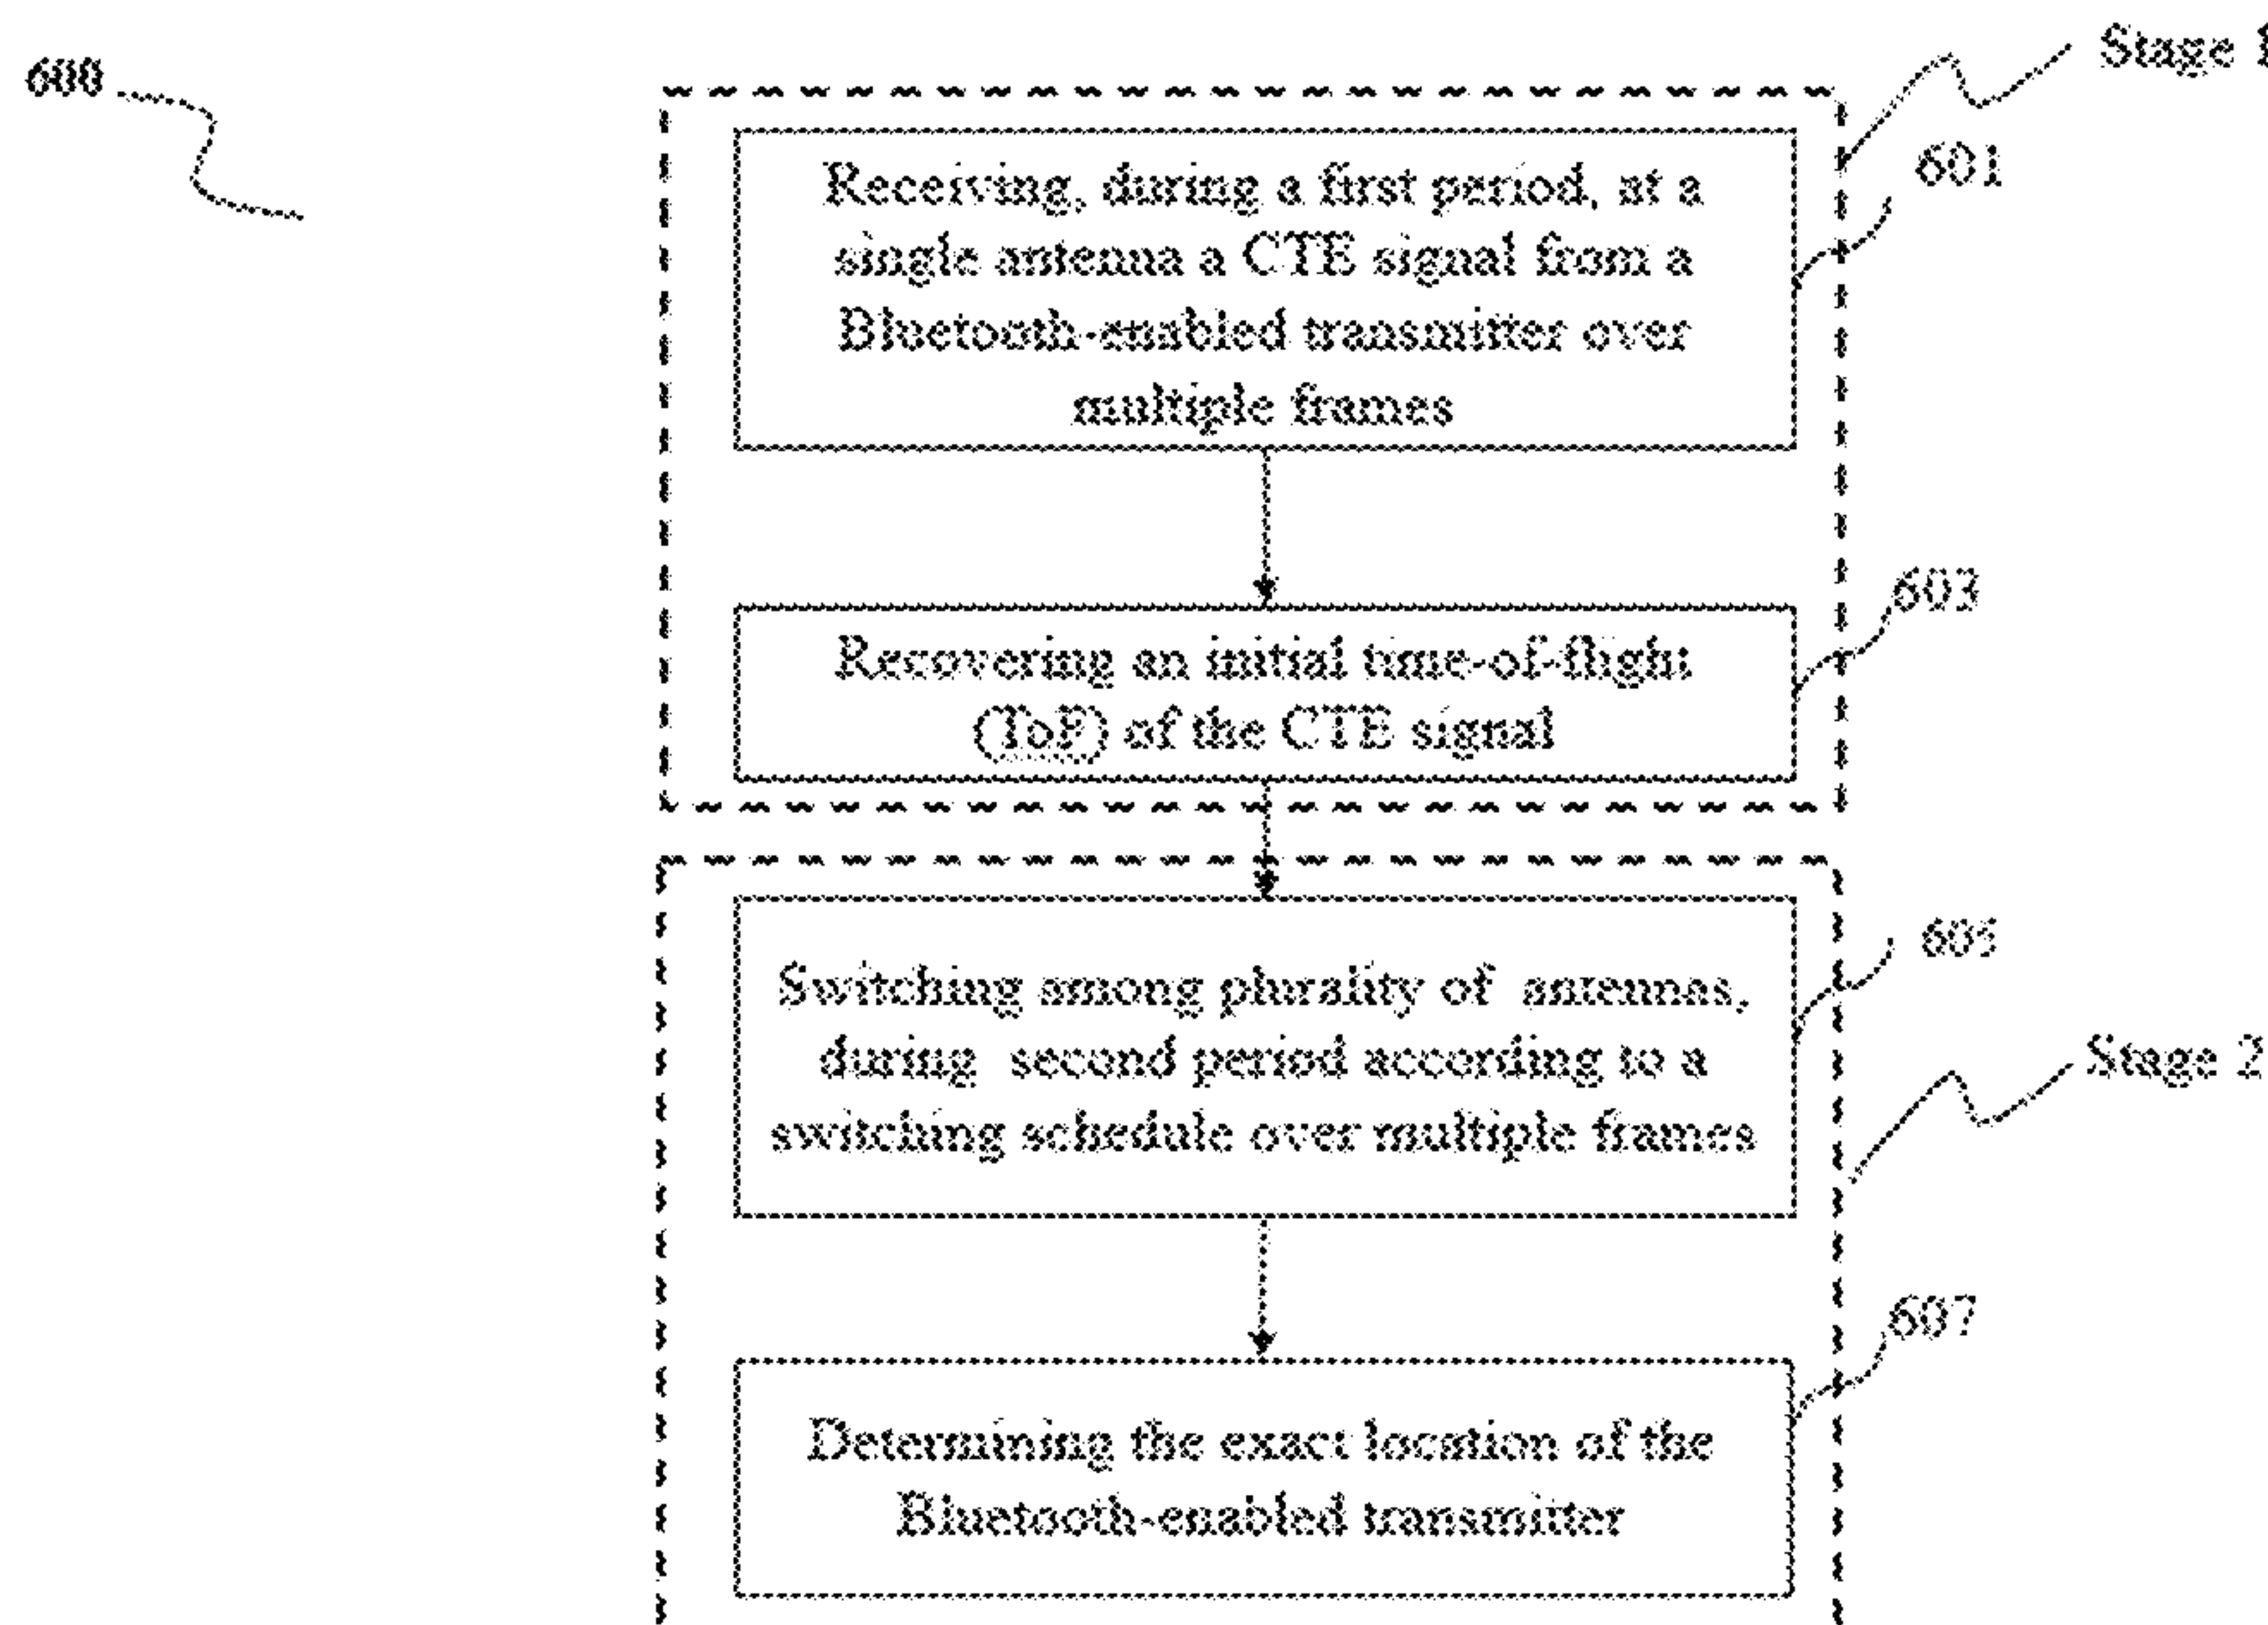 600
Stage 1
601
Receiving, during a first period, at a
single antenna a CTE signal from a
Bluetooth-enabled transmitter over
multiple frames
603
Recovering an initial time-of-flight
(ToF) of the CTE signal
605
Switching among plurality of antennas,
during second period according to a
switching schedule over multiple frames
Stage 2
607
Determining the exact location of the
Bluetooth-enabled transmitter